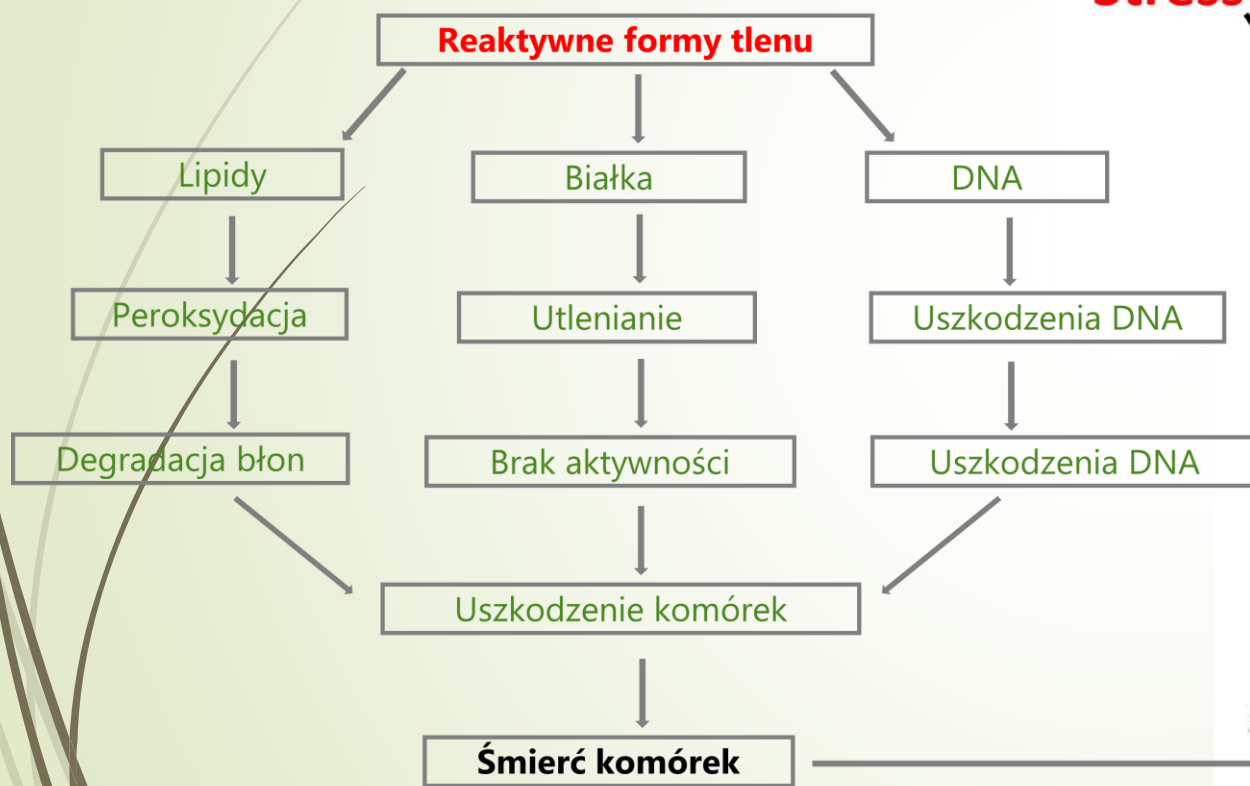 Stress
Reaktywne formy tlenu
Lipidy
Białka
DNA
Peroksydacja
Utlenianie
Uszkodzenia DNA
Degradacja błon
Brak aktywności
Uszkodzenia DNA
Uszkodzenie komórek
Śmierć komórek